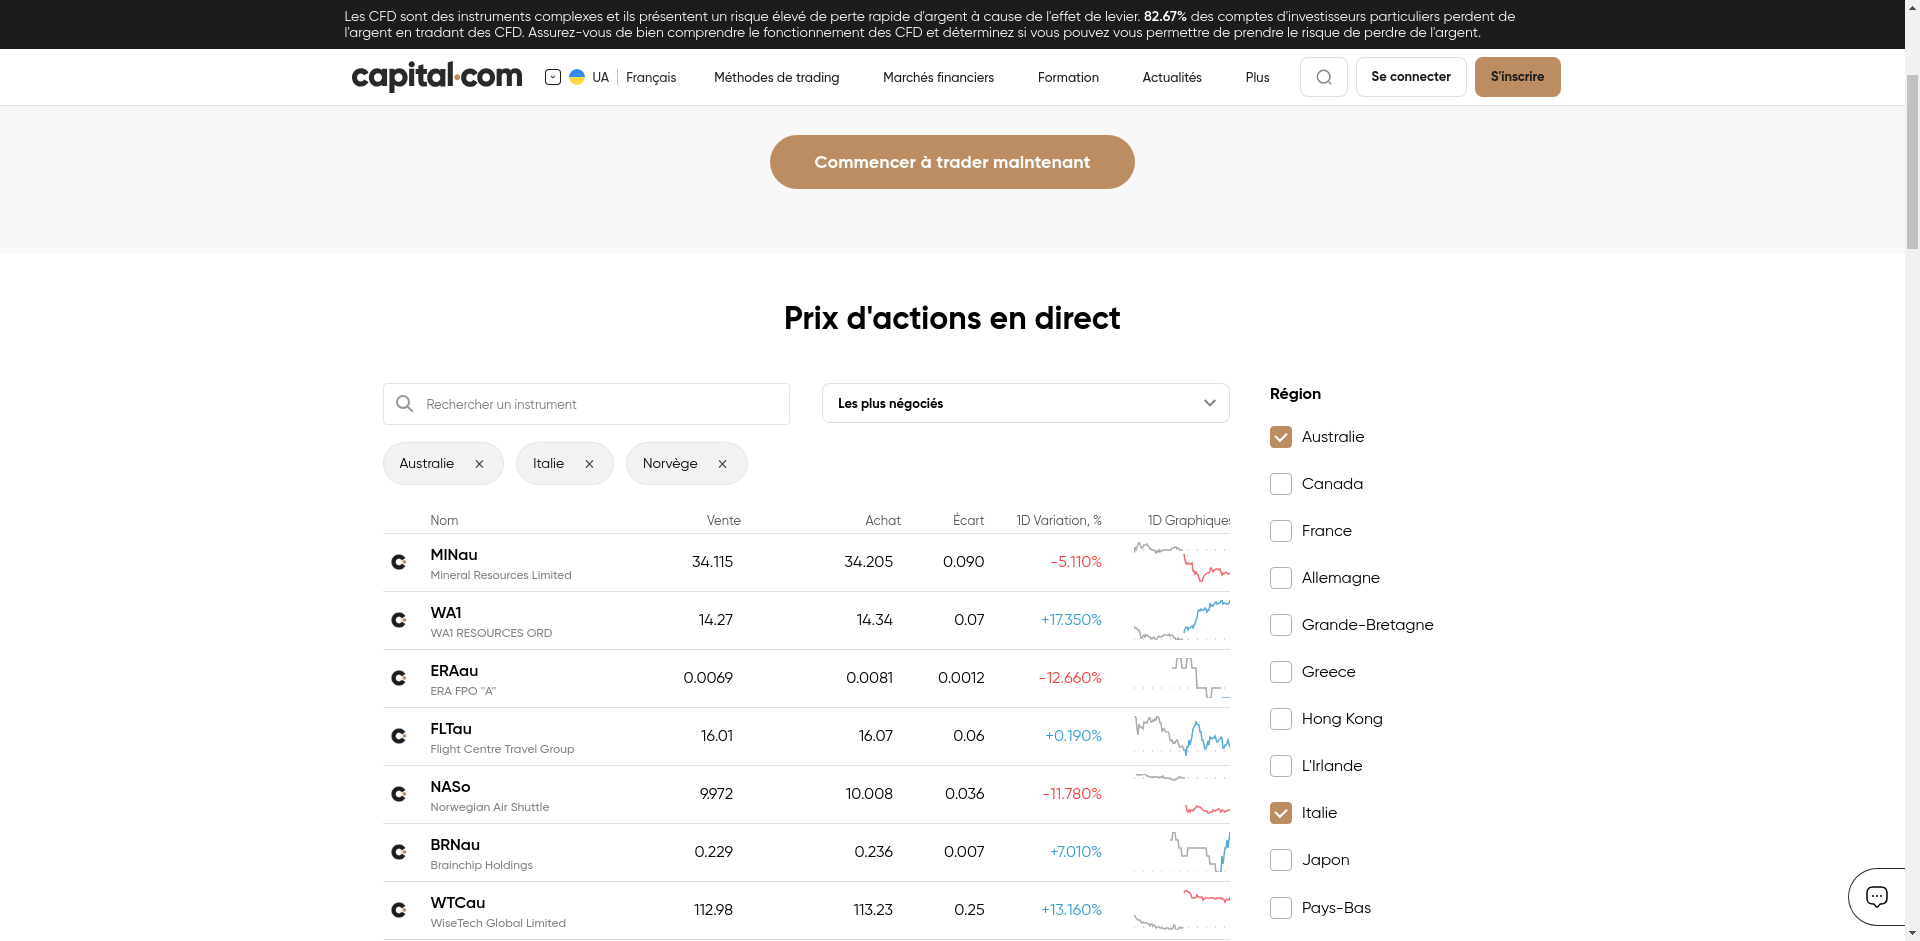 Les CFD sont des instruments complexes et ils présentent un risque élevé de perte rapide d'argent à cause de l'effet de levier. 82.67% des comptes d'investisseurs particuliers perdent de
l'argent en tradant des CFD. Assurez-vous de bien comprendre le fonctionnement des CFD et déterminez si vous pouvez vous permettre de prendre le risque de perdre de l'argent.
capital.com UA Français Méthodes de trading Marchés financiers Formation Actualités Plus Se connecter S'inscrire
Commencer à trader maintenant
Prix d'actions en direct
Rechercher un instrument
Les plus négociés
Australie Italie Norvège
Nom Vente Achat Écart 1D Variation, % 1D Graphiques
MINau 34.115 34.205 0.090 -5.110%
Mineral Resources Limited
WA1 14.27 14.34 0.07 +17.350%
WA1 RESOURCES ORD
ERAau 0.0069 0.0081 0.0012 -12.660%
ERA FPO "A"
FLTau 16.01 16.07 0.06 +0.190%
Flight Centre Travel Group
NASo 9.972 10.008 0.036 -11.780%
Norwegian Air Shuttle
BRNau 0.229 0.236 0.007 +7.010%
Brainchip Holdings
WTCau 112.98 113.23 0.25 +13.160%
WiseTech Global Limited
Région
Australie
Canada
France
Allemagne
Grande-Bretagne
Greece
Hong Kong
L'Irlande
Italie
Japon
Pays-Bas